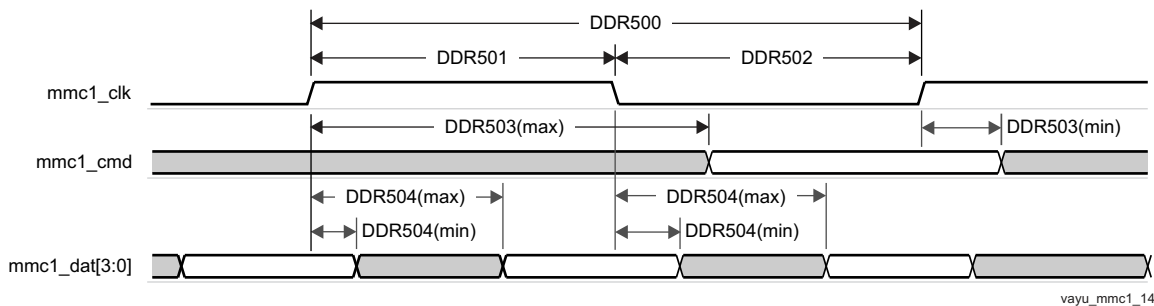 DDR500
DDR501 DDR502
mmc1_clk
DDR503(max) DDR503(min)
mmc1_cmd
DDR504(max) DDR504(max)
DDR504(min) DDR504(min)
mmc1_dat[3:0]
vayu_mmc1_14